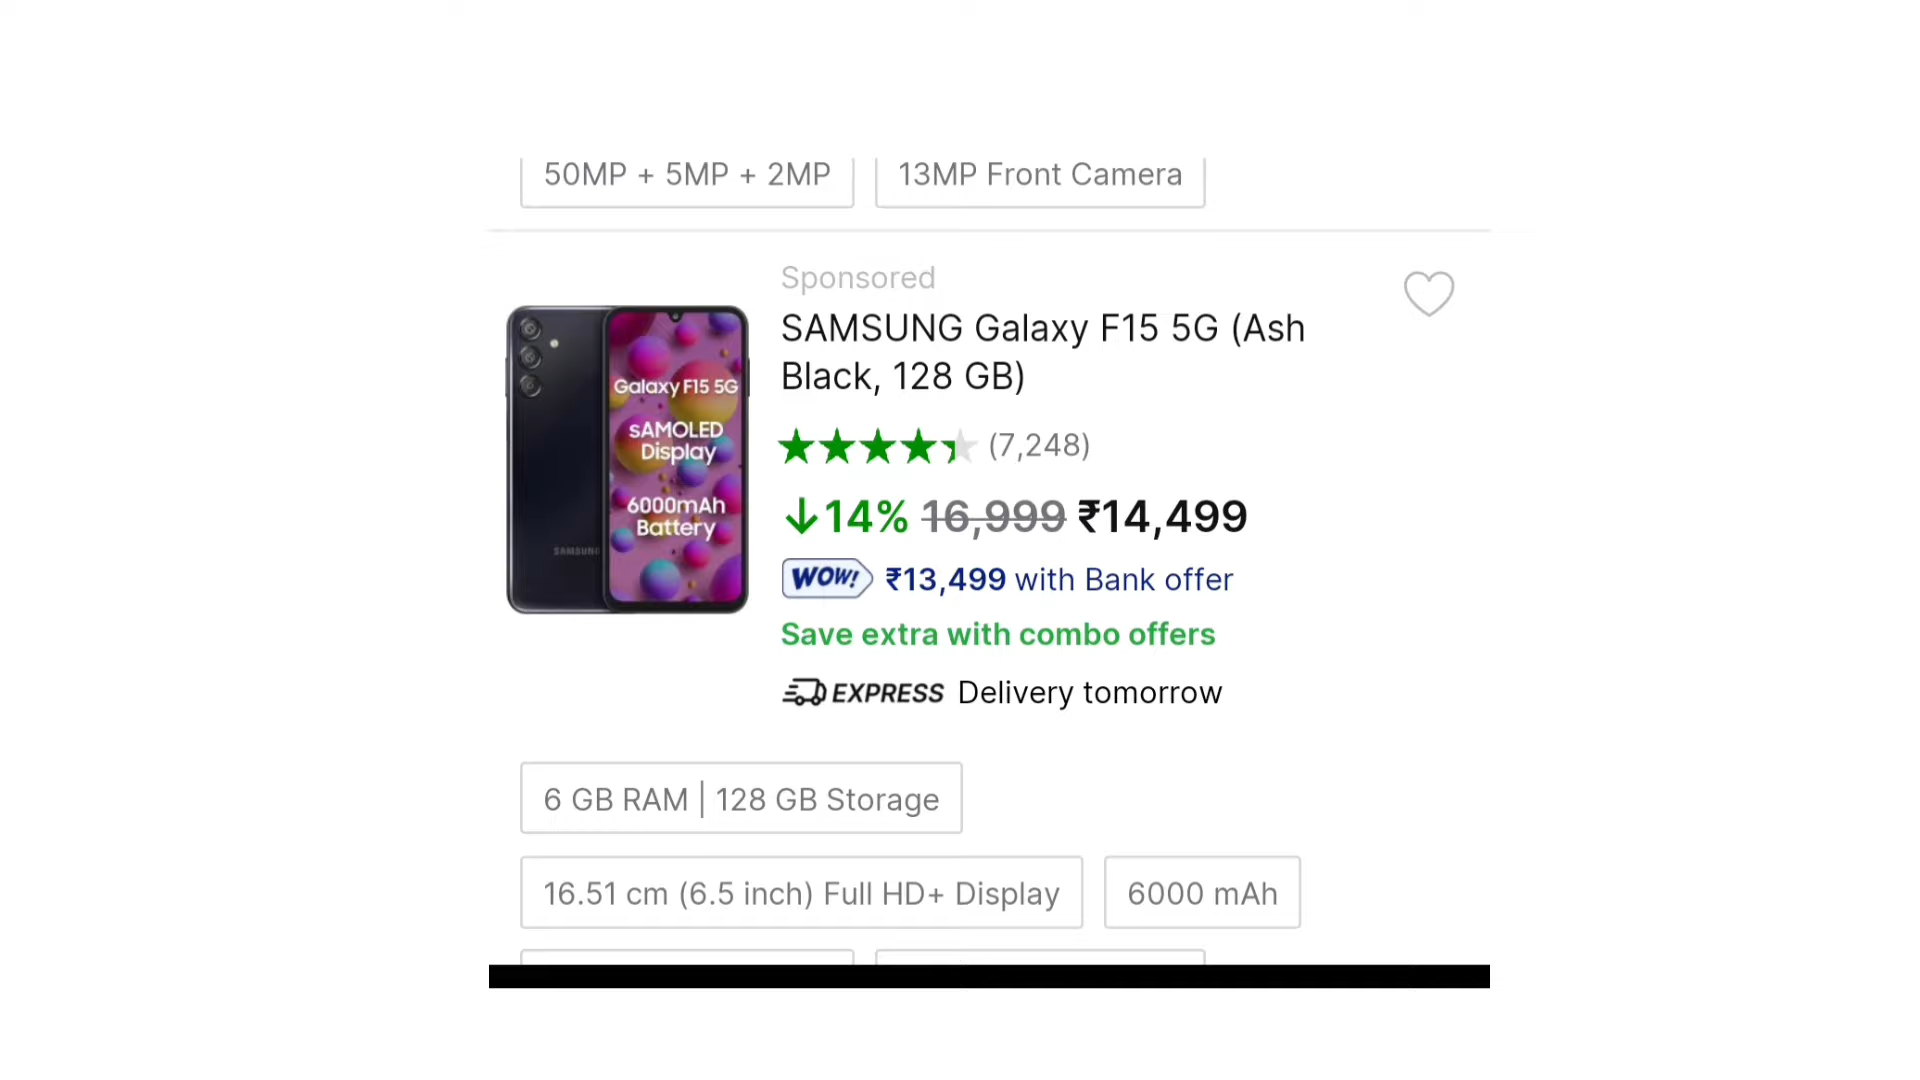 50MP + 5MP + 2MP
13MP Front Camera
Sponsored
SAMSUNG Galaxy F15 5G (Ash
Black, 128 GB)
(7,248)
↓14% 16,999 ₹14,499
WOW! ₹13,499 with Bank offer
Save extra with combo offers
EXPRESS Delivery tomorrow
Galaxy F15 5G
sAMOLED
Display
6000mAh
Battery
SAMSUNG
6 GB RAM | 128 GB Storage
16.51 cm (6.5 inch) Full HD+ Display
6000 mAh